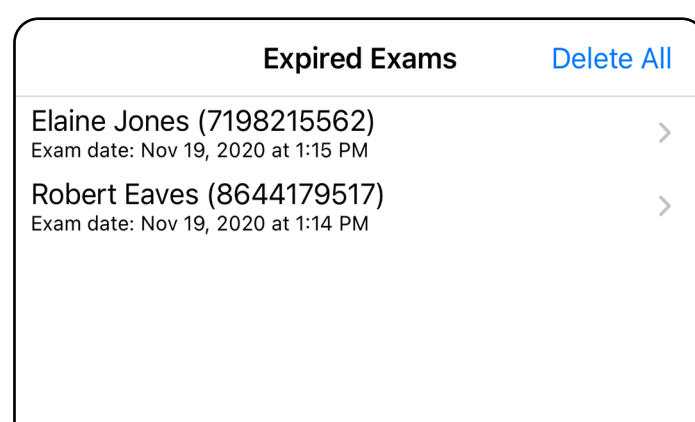 Expired Exams
Delete All
Elaine Jones (7198215562)
Exam date: Nov 19, 2020 at 1:15 PM
Robert Eaves (8644179517)
Exam date: Nov 19, 2020 at 1:14 PM